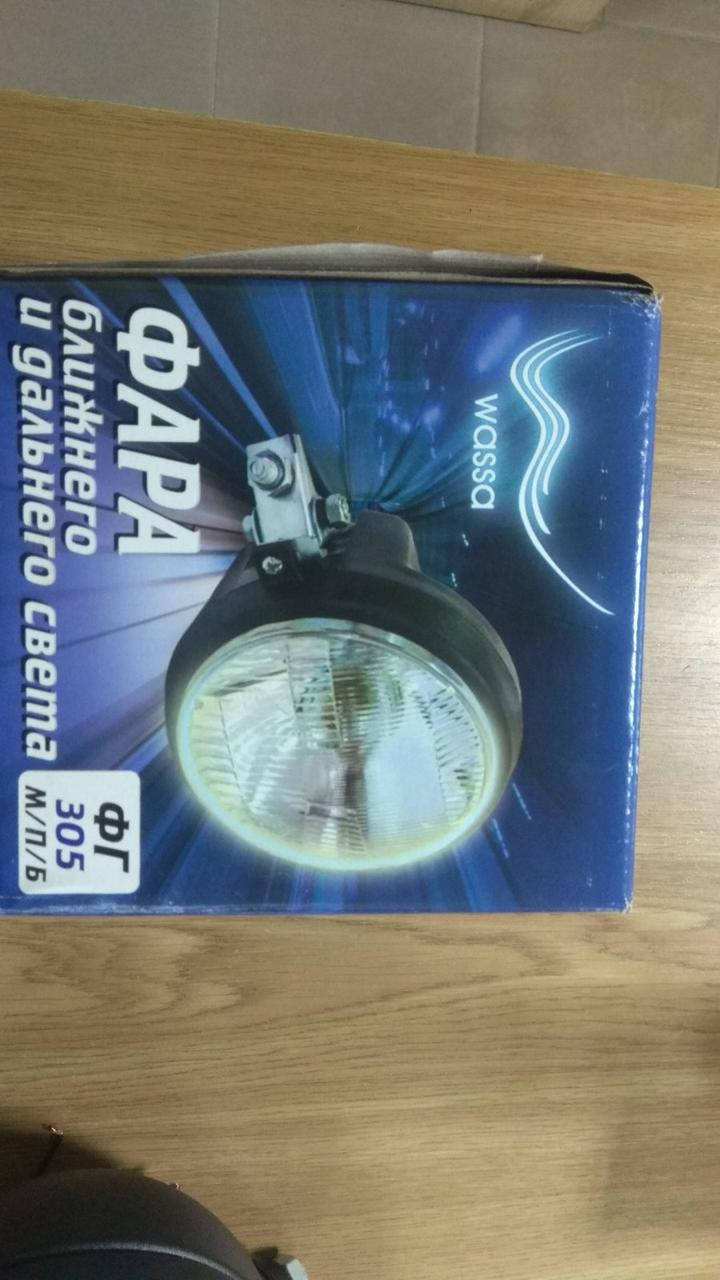 wassa
ФАРА
ближнего
и дальнего света
ФГ
305
М/П/Б